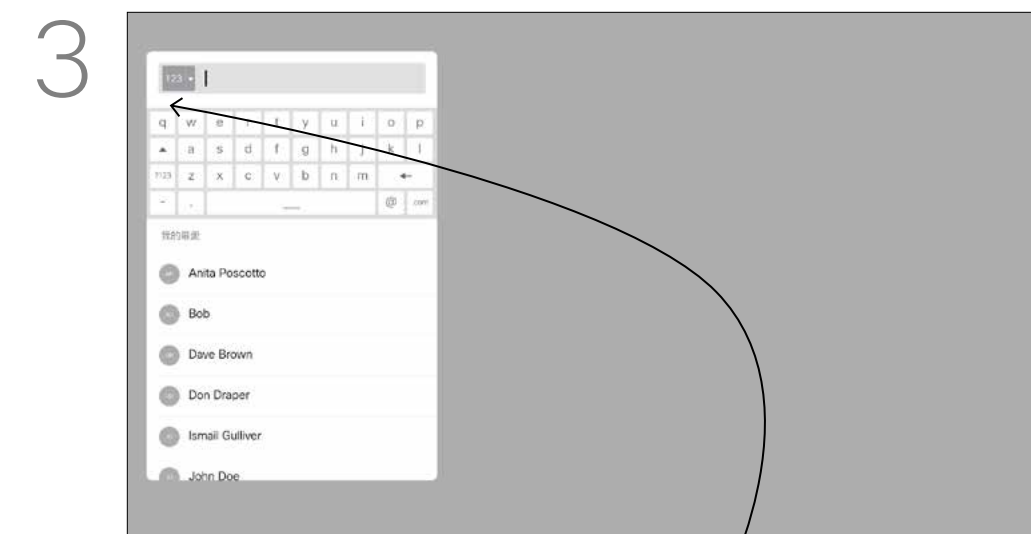 3
123
q w e r t y u i o p
a s d f g h j k l
?123 z x c v b n m
- . @ .com
我的最愛
Anita Poscotto
Bob
Dave Brown
Don Draper
Ismail Gulliver
John Doe